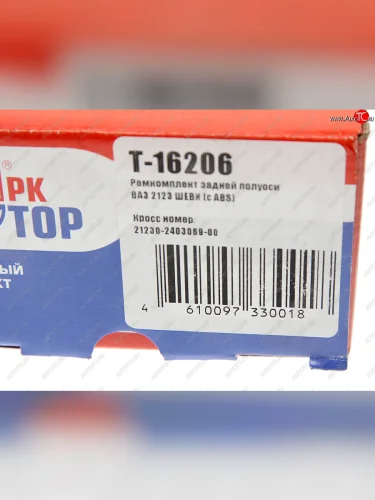 Т-16206
Ремкомплект задней полуоси
ВАЗ 2123 ШЕВИ (с ABS)
Кросс номер:
21230-2403069-00
4 610097 330018
®
РК
ТОР
ЫЙ
КТ